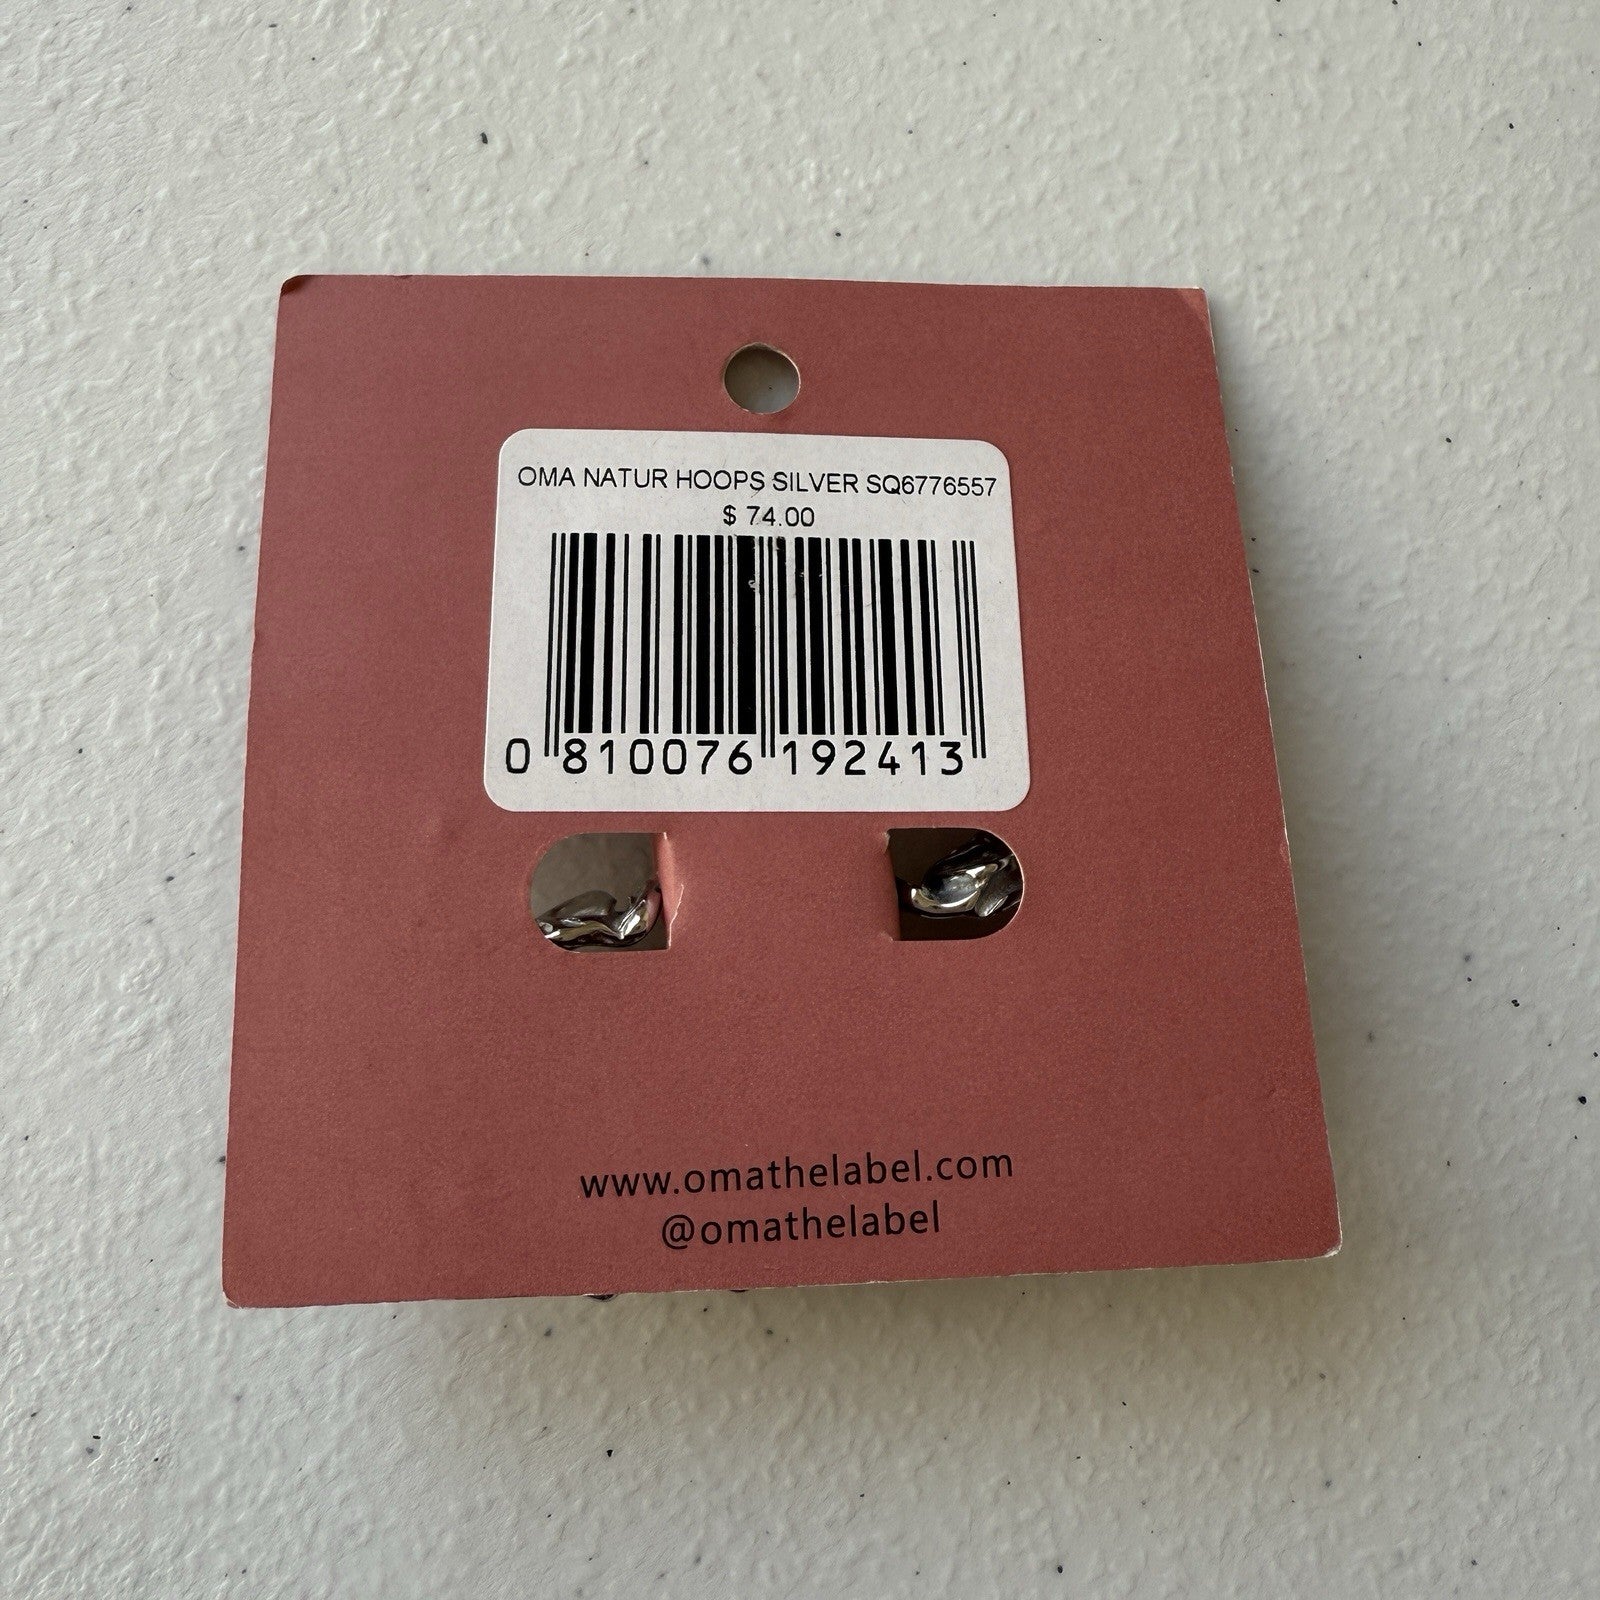 OMA NATUR HOOPS SILVER SQ6776557
$ 74.00
0 810076 192413
www.omathelabel.com
@omathelabel